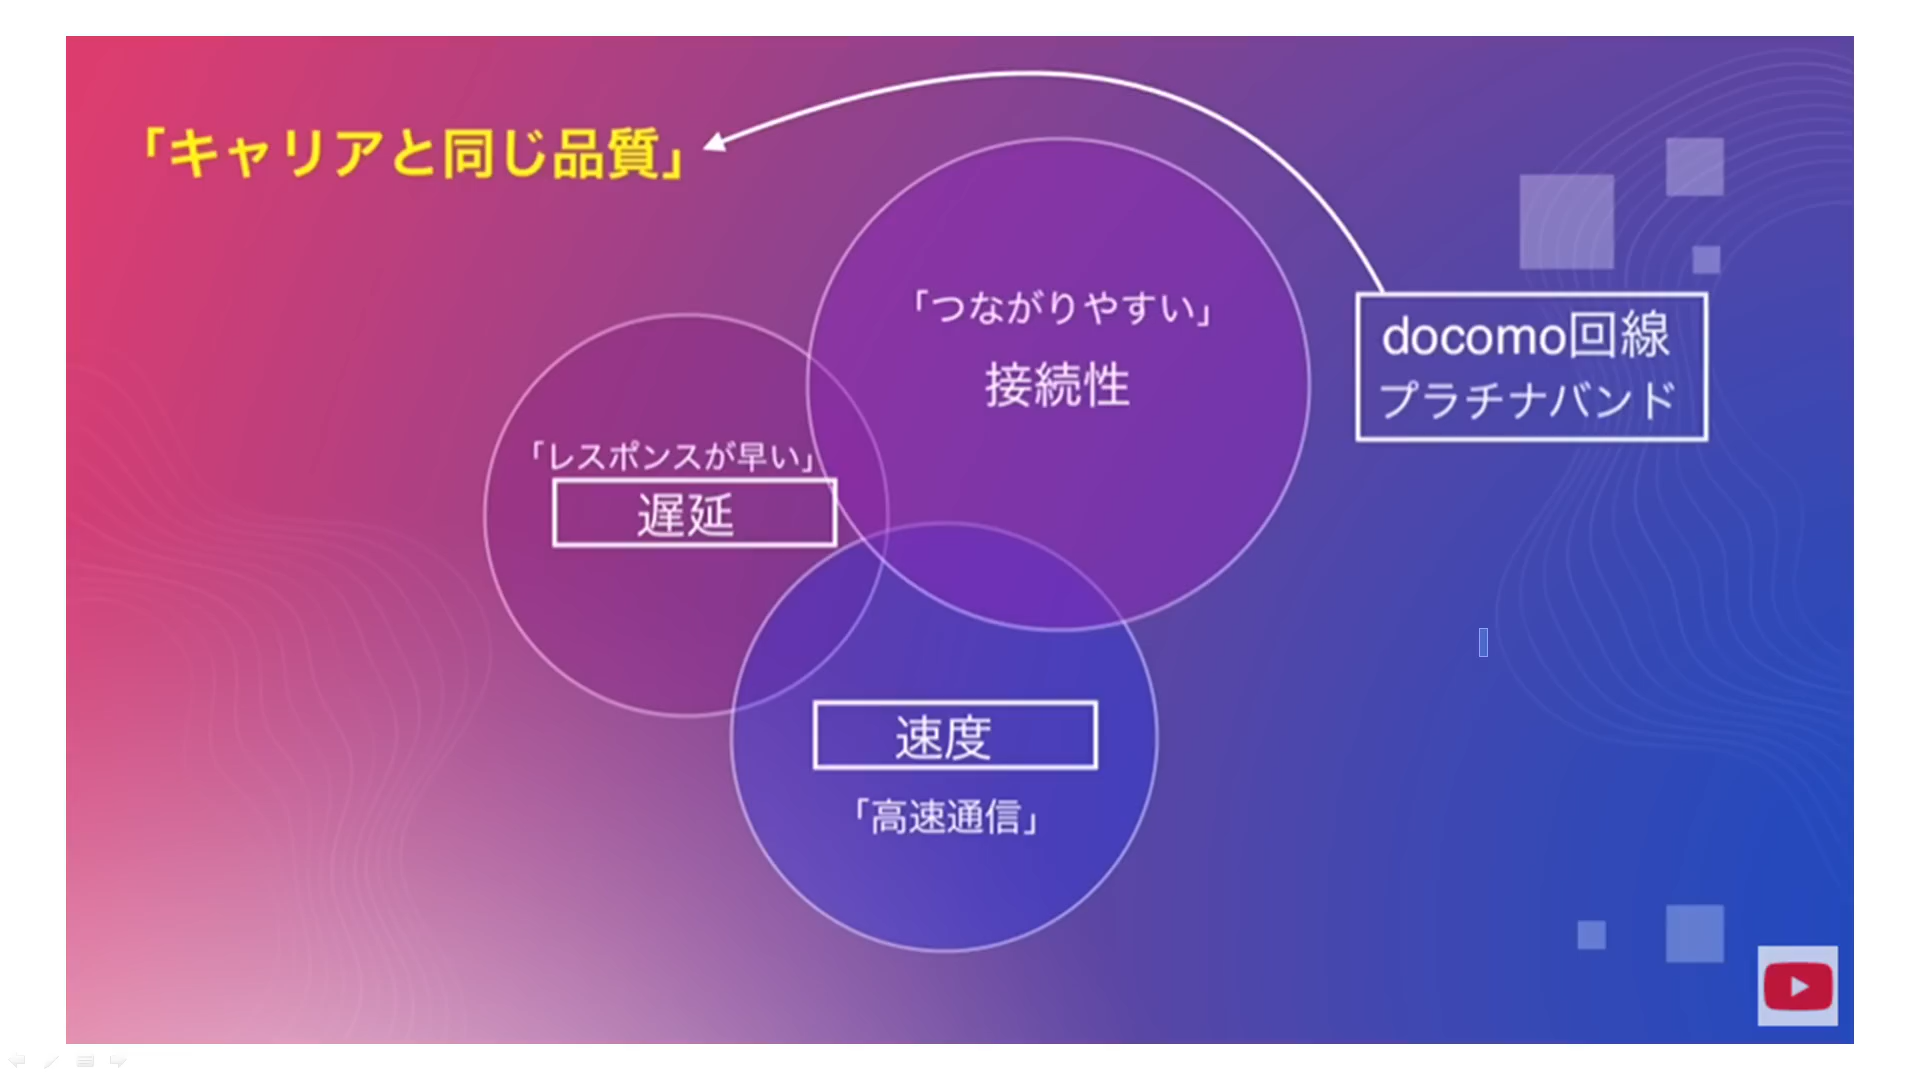 「キャリアと同じ品質」
「つながりやすい」
接続性
docomo回線
プラチナバンド
「レスポンスが早い」
遅延
速度
「高速通信」